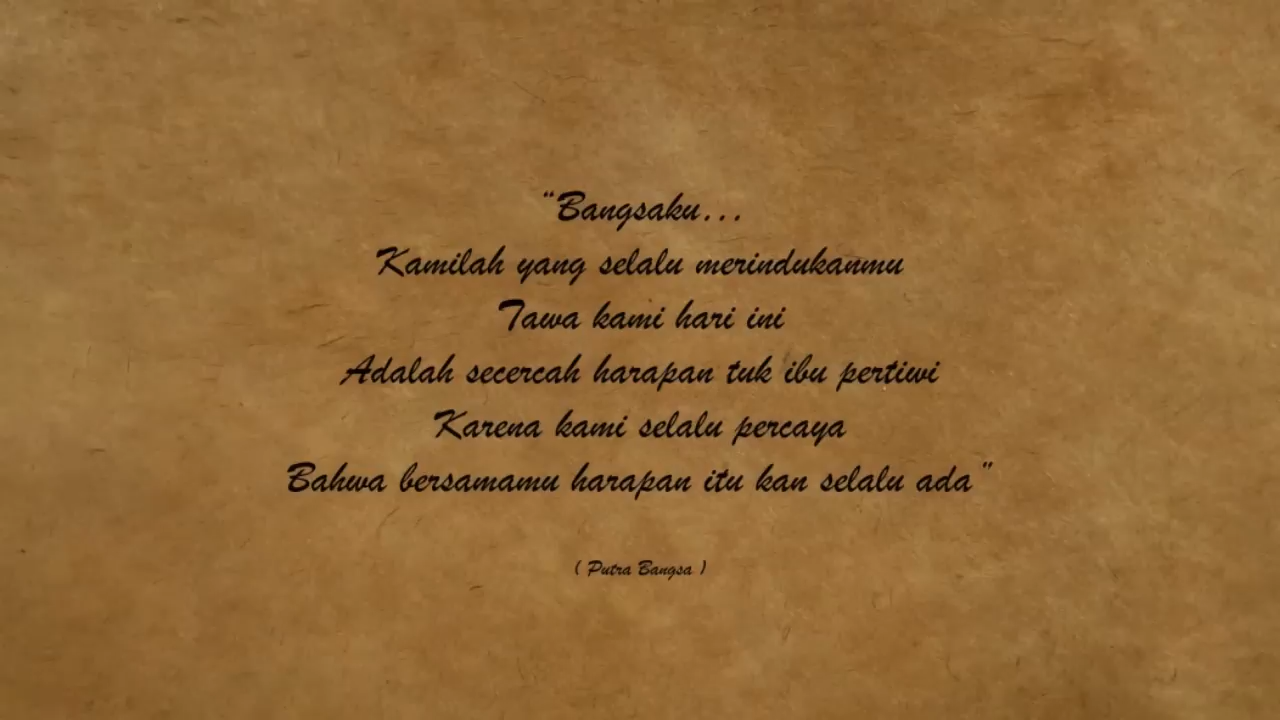 "Bangsaku...
Kamilah yang selalu merindukanmu
Tawa kami hari ini
Adalah secercah harapan tuk ibu pertiwi
Karena kami selalu percaya
Bahwa bersamamu harapan itu kan selalu ada"
( Putra Bangsa )